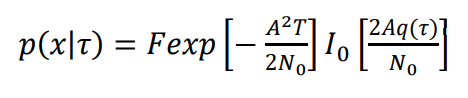 p(x|τ) = Fexp [− A²T / 2N₀] I₀ [2Aq(τ) / N₀]